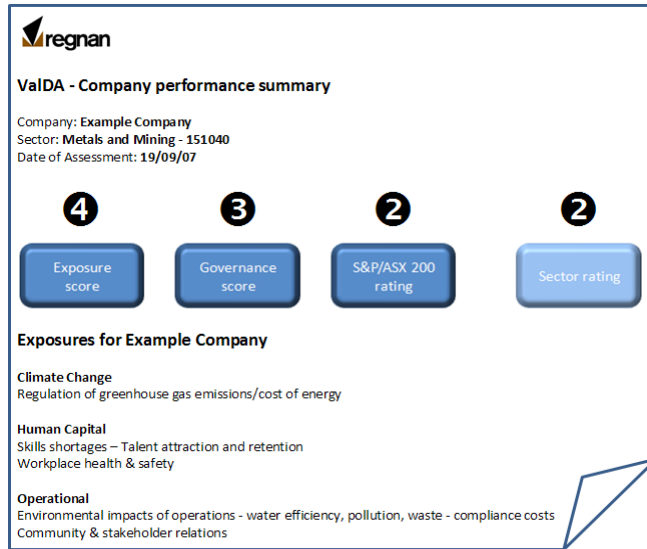 regnan
ValDA - Company performance summary
Company: Example Company
Sector: Metals and Mining - 151040
Date of Assessment: 19/09/07
4 3 2 2
Exposure score
Governance score
S&P/ASX 200 rating
Sector rating
Exposures for Example Company
Climate Change
Regulation of greenhouse gas emissions/cost of energy
Human Capital
Skills shortages – Talent attraction and retention
Workplace health & safety
Operational
Environmental impacts of operations - water efficiency, pollution, waste - compliance costs
Community & stakeholder relations